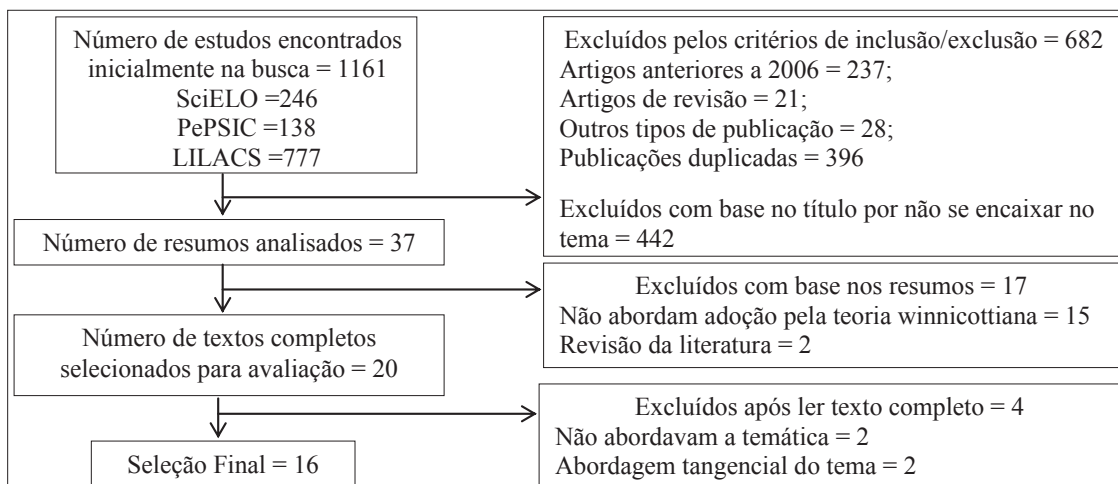 Número de estudos encontrados
inicialmente na busca = 1161
SciELO =246
PePSIC =138
LILACS =777
Excluídos pelos critérios de inclusão/exclusão = 682
Artigos anteriores a 2006 = 237;
Artigos de revisão = 21;
Outros tipos de publicação = 28;
Publicações duplicadas = 396
Excluídos com base no título por não se encaixar no
tema = 442
Número de resumos analisados = 37
Excluídos com base nos resumos = 17
Não abordam adoção pela teoria winnicottiana = 15
Revisão da literatura = 2
Número de textos completos
selecionados para avaliação = 20
Excluídos após ler texto completo = 4
Não abordavam a temática = 2
Abordagem tangencial do tema = 2
Seleção Final = 16